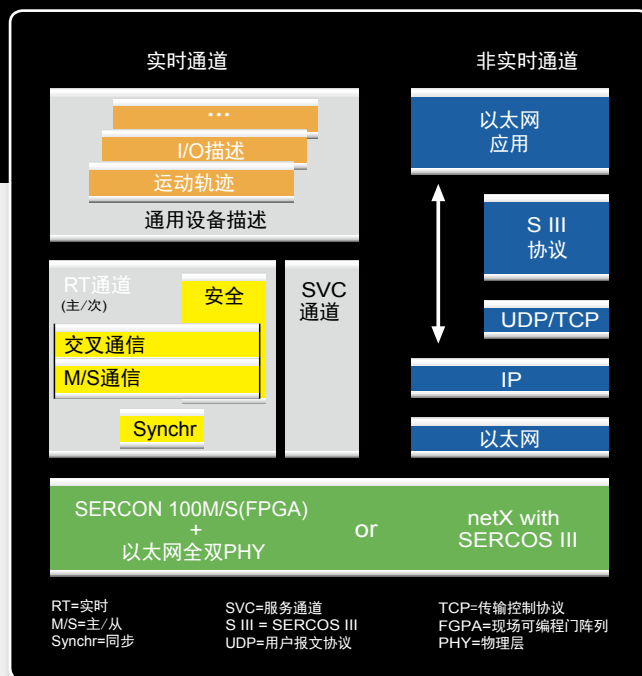 实时通道
非实时通道
...
I/O描述
运动轨迹
通用设备描述
以太网
应用
S III
协议
RT通道
(主/次)
安全
交叉通信
M/S通信
Synchr
SVC
通道
UDP/TCP
IP
以太网
SERCON 100M/S(FPGA)
+
以太网全双PHY
or
netX with
SERCOS III
RT=实时
M/S=主/从
Synchr=同步
SVC=服务通道
S III = SERCOS III
UDP=用户报文协议
TCP=传输控制协议
FGPA=现场可编程门阵列
PHY=物理层